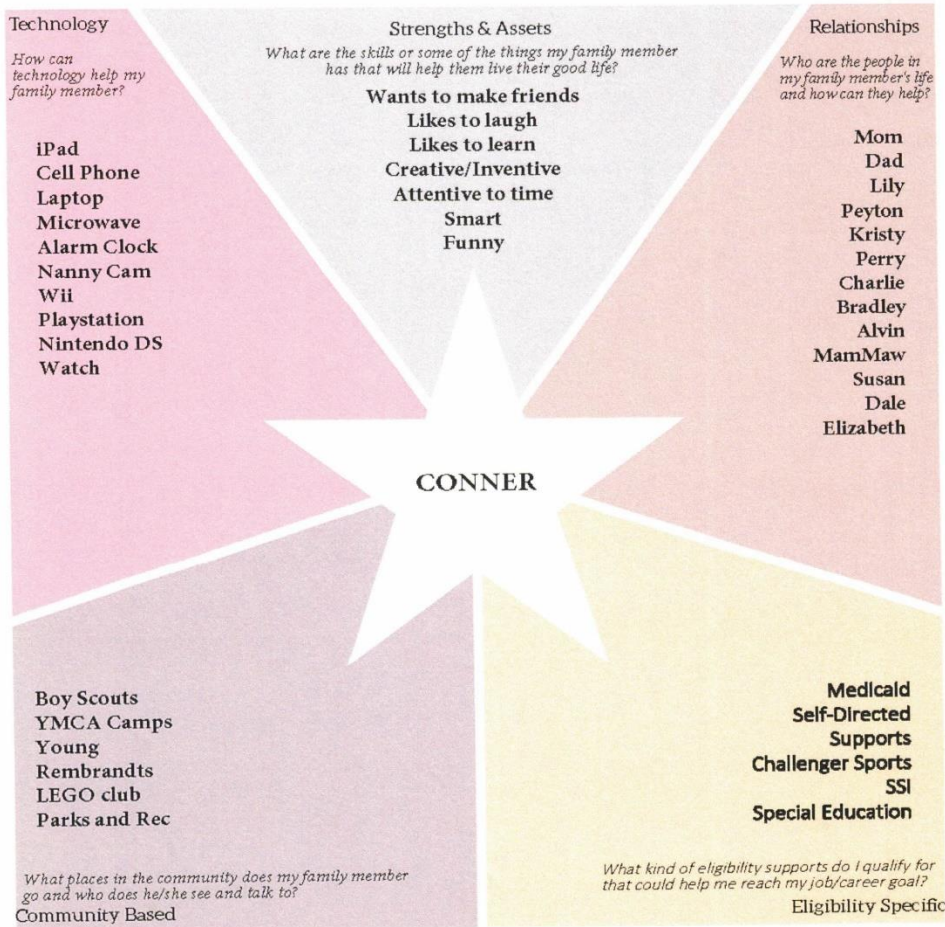 Technology
How can
technology help my
family member?
iPad
Cell Phone
Laptop
Microwave
Alarm Clock
Nanny Cam
Wii
Playstation
Nintendo DS
Watch
Strengths & Assets
What are the skills or some of the things my family member
has that will help them live their good life?
Wants to make friends
Likes to laugh
Likes to learn
Creative/Inventive
Attentive to time
Smart
Funny
Relationships
Who are the people in
my family member's life
and how can they help?
Mom
Dad
Lily
Peyton
Kristy
Perry
Charlie
Bradley
Alvin
MamMaw
Susan
Dale
Elizabeth
CONNER
Boy Scouts
YMCA Camps
Young
Rembrandts
LEGO club
Parks and Rec
What places in the community does my family member
go and who does he/she see and talk to?
Community Based
Medicaid
Self-Directed
Supports
Challenger Sports
SSI
Special Education
What kind of eligibility supports do I qualify for
that could help me reach my job/career goal?
Eligibility Specific